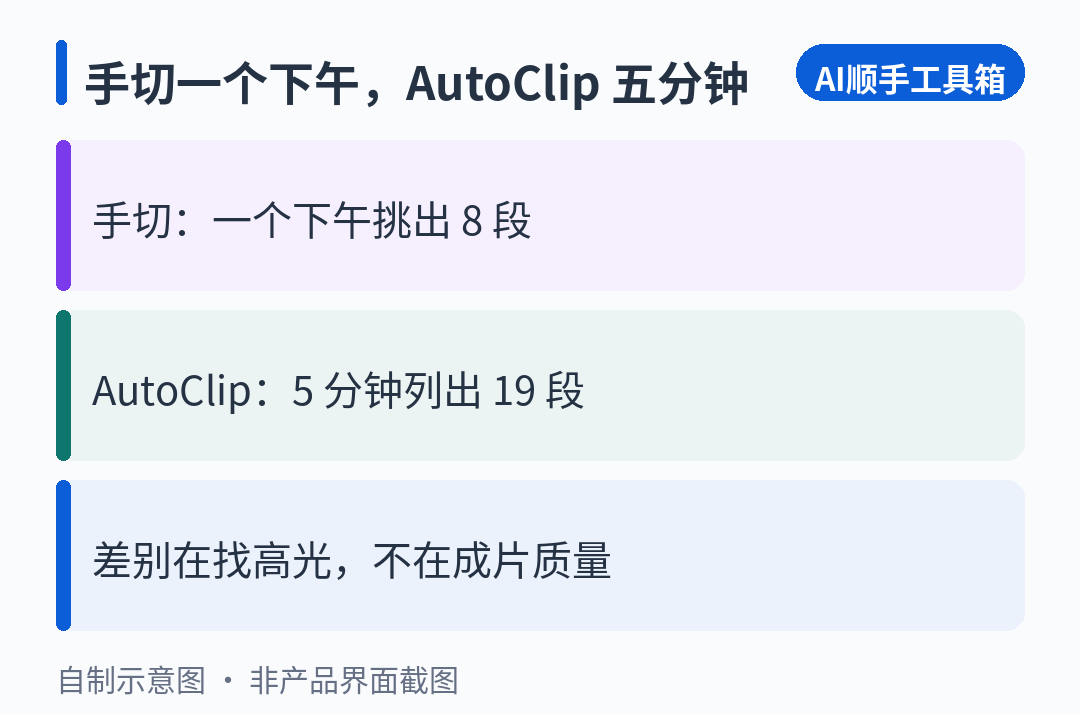 手切一个下午，AutoClip 五分钟
AI顺手工具箱
手切：一个下午挑出 8 段
AutoClip：5 分钟列出 19 段
差别在找高光，不在成片质量
自制示意图 · 非产品界面截图